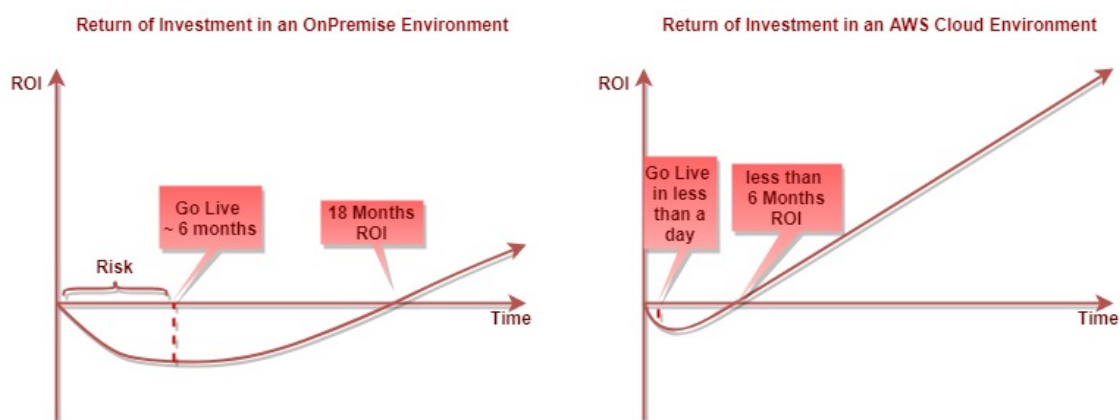 Return of Investment in an OnPremise Environment
ROI
Go Live
~ 6 months
18 Months
ROI
Risk
Time
Return of Investment in an AWS Cloud Environment
ROI
Go Live
in less
than a
day
less than
6 Months
ROI
Time